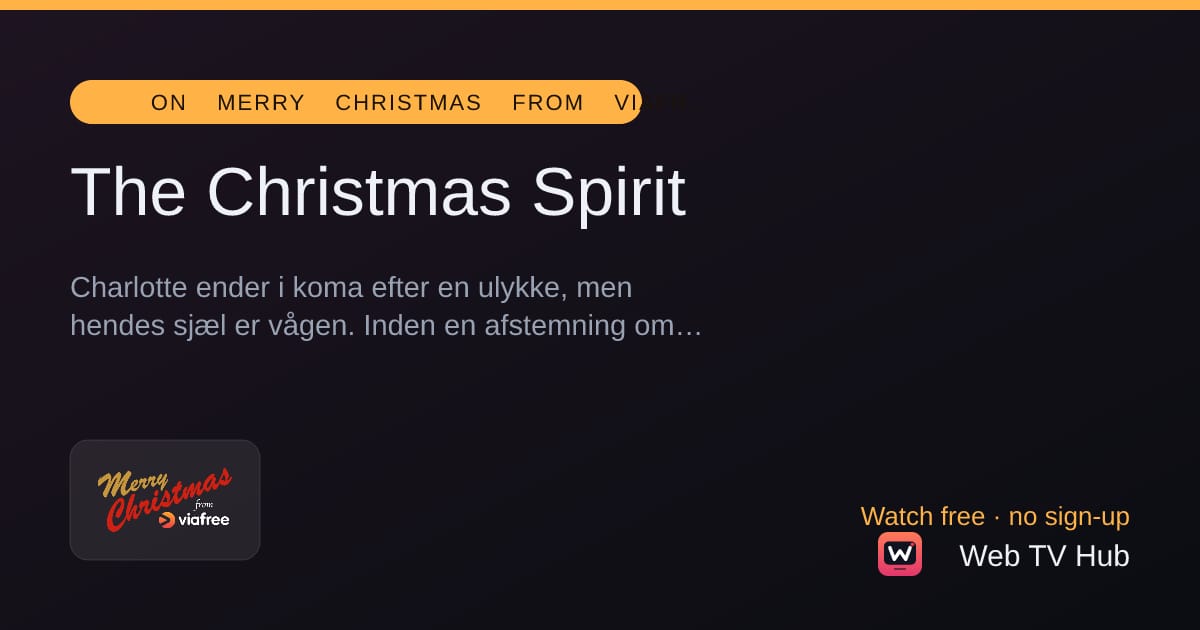 ON MERRY CHRISTMAS FROM
The Christmas Spirit
Charlotte ender i koma efter en ulykke, men
hendes sjæl er vågen. Inden en afstemning om…
Merry
Christmas
from
viafree
Watch free · no sign-up
W
Web TV Hub